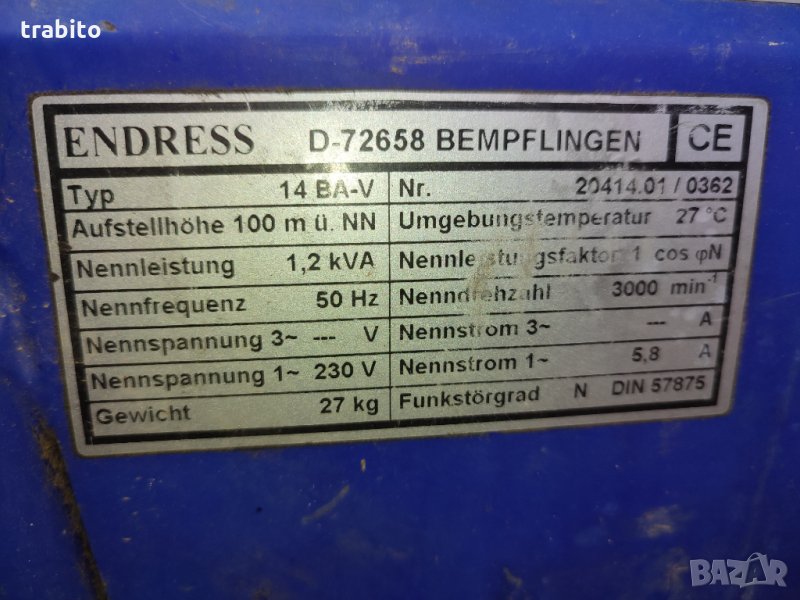 trabito
ENDRESS D-72658 BEMPFLINGEN CE
Typ 14 BA-V Nr. 20414.01 / 0362
Aufstellhöhe 100 m ü. NN Umgebungstemperatur 27 °C
Nennleistung 1,2 kVA Nennleistungsfaktor 1 cos φN
Nennfrequenz 50 Hz Nenndrehzahl 3000 min⁻¹
Nennspannung 3~ --- V Nennstrom 3~ --- A
Nennspannung 1~ 230 V Nennstrom 1~ 5,8 A
Gewicht 27 kg Funkstörgrad N DIN 57875
BAZAR